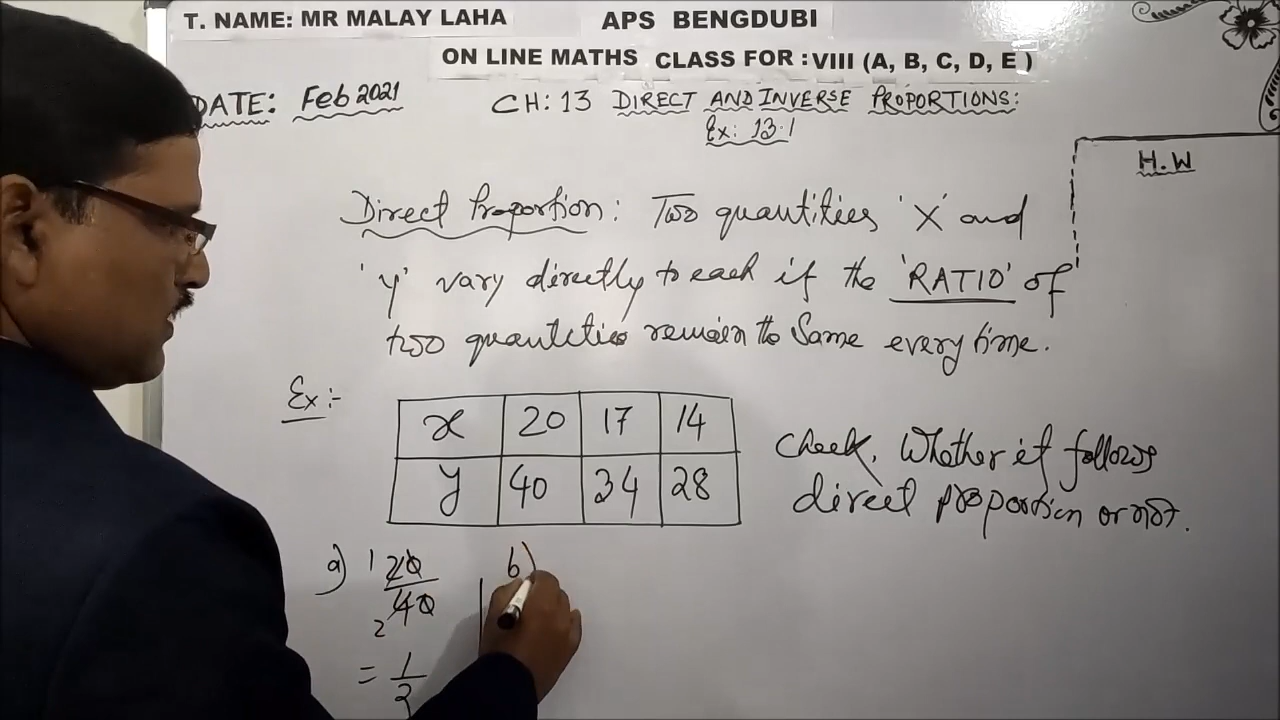 T. NAME: MR MALAY LAHA APS BENGDUBI
ON LINE MATHS CLASS FOR : VIII (A, B, C, D, E )
DATE: Feb 2021 CH: 13 DIRECT AND INVERSE PROPORTIONS:
Ex: 13.1
H.W
Direct Proportion: Two quantities 'X' and
'y' vary directly to each if the 'RATIO' of
two quantities remain the Same every time.
Ex:-
x 20 17 14
y 40 34 28
Check, Whether it follows
direct proportion or not.
a) 1 20 b)
2 40
= 1
2